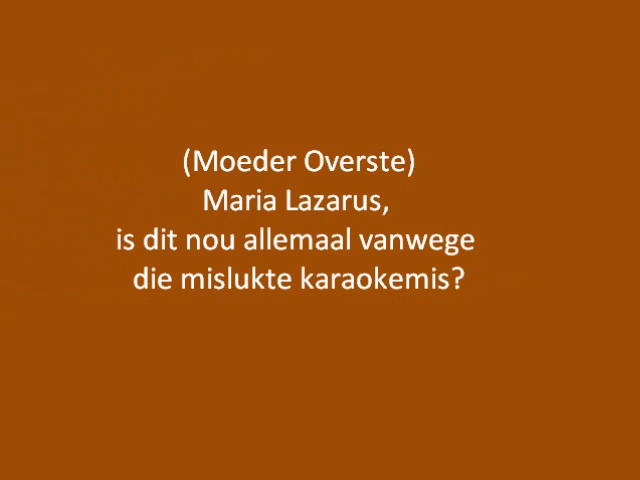 (Moeder Overste)
Maria Lazarus,
is dit nou allemaal vanwege
die mislukte karaokemis?